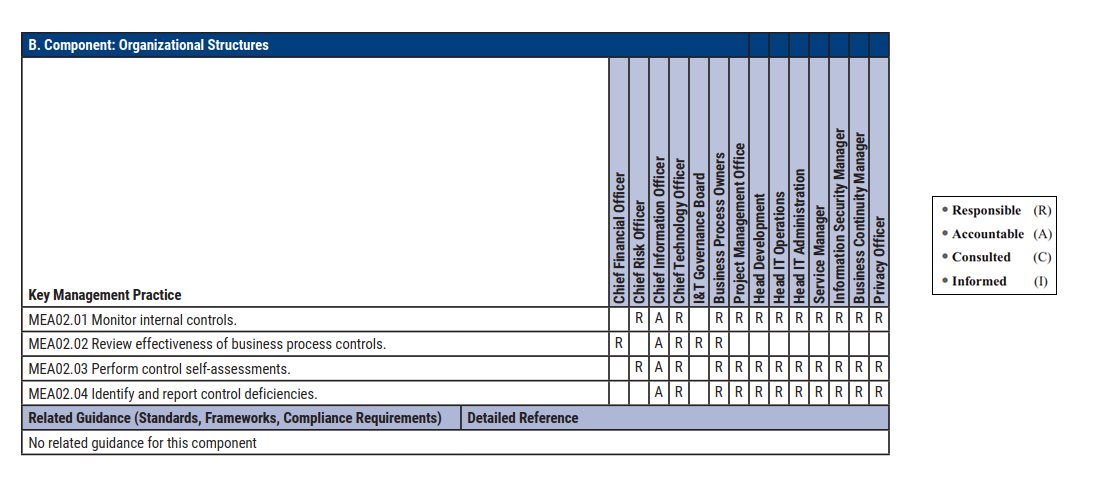 B. Component: Organizational Structures
Key Management Practice
Chief Financial Officer
Chief Risk Officer
Chief Information Officer
Chief Technology Officer
I&T Governance Board
Business Process Owners
Project Management Office
Head Development
Head IT Operations
Head IT Administration
Service Manager
Information Security Manager
Business Continuity Manager
Privacy Officer
MEA02.01 Monitor internal controls. R A R R R R R R R R R R
MEA02.02 Review effectiveness of business process controls. R A R R R
MEA02.03 Perform control self-assessments. R A R R R R R R R R R R
MEA02.04 Identify and report control deficiencies. A R R R R R R R R R R
Related Guidance (Standards, Frameworks, Compliance Requirements) Detailed Reference
No related guidance for this component
• Responsible (R)
• Accountable (A)
• Consulted (C)
• Informed (I)